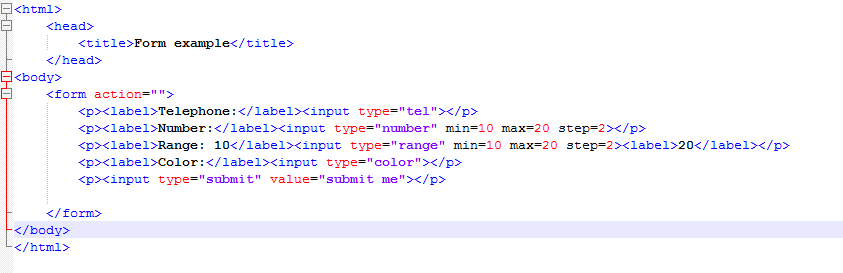 <html>
<head>
<title>Form example</title>
</head>
<body>
<form action="">
<p><label>Telephone:</label><input type="tel"></p>
<p><label>Number:</label><input type="number" min=10 max=20 step=2></p>
<p><label>Range: 10</label><input type="range" min=10 max=20 step=2><label>20</label></p>
<p><label>Color:</label><input type="color"></p>
<p><input type="submit" value="submit me"></p>
</form>
</body>
</html>